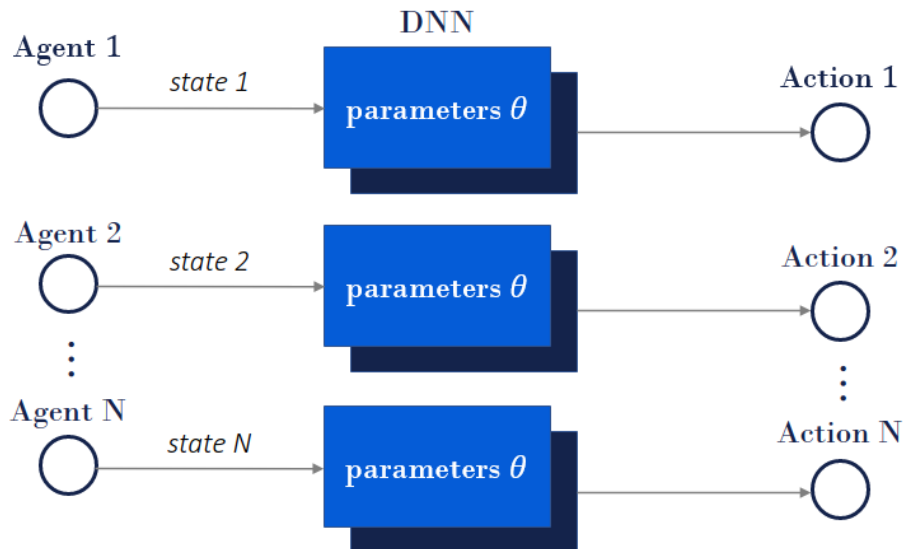 DNN
Agent 1
state 1
parameters θ
Action 1
Agent 2
state 2
parameters θ
Action 2
⋮
⋮
Agent N
state N
parameters θ
Action N